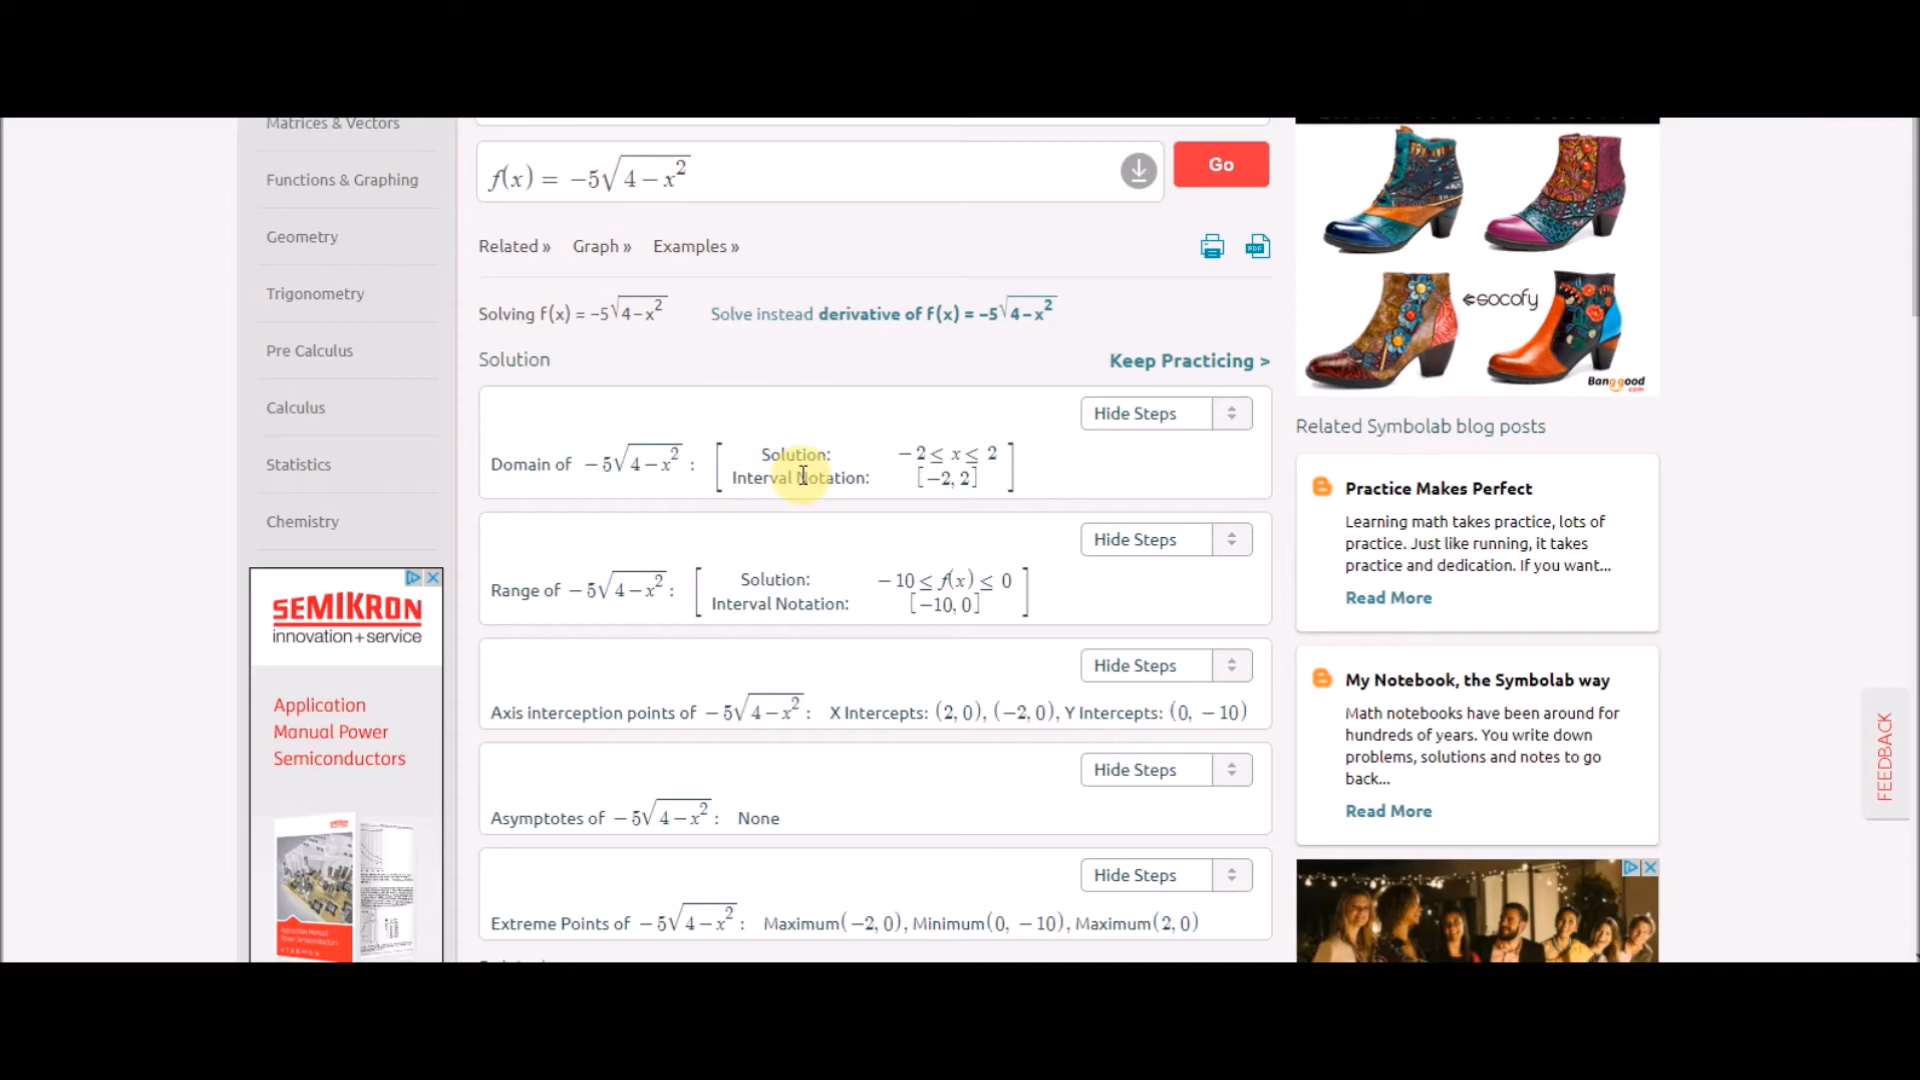 Matrices & Vectors
Functions & Graphing
Geometry
Trigonometry
Pre Calculus
Calculus
Statistics
Chemistry
SEMIKRON
innovation+service
Application
Manual Power
Semiconductors
f(x) = −5√4 − x²
Go
Related »
Graph »
Examples »
Solving f(x) = −5√4−x²
Solve instead derivative of f(x) = −5√4−x²
Solution
Keep Practicing >
Hide Steps
Domain of −5√4−x² : [ Solution: −2 ≤ x ≤ 2
Interval Notation: [−2, 2] ]
Hide Steps
Range of −5√4−x² : [ Solution: −10 ≤ f(x) ≤ 0
Interval Notation: [−10, 0] ]
Hide Steps
Axis interception points of −5√4−x² : X Intercepts: (2, 0), (−2, 0), Y Intercepts: (0, −10)
Hide Steps
Asymptotes of −5√4−x² : None
Hide Steps
Extreme Points of −5√4−x² : Maximum(−2, 0), Minimum(0, −10), Maximum(2, 0)
socofy
Banggood
.com
Related Symbolab blog posts
Practice Makes Perfect
Learning math takes practice, lots of
practice. Just like running, it takes
practice and dedication. If you want...
Read More
My Notebook, the Symbolab way
Math notebooks have been around for
hundreds of years. You write down
problems, solutions and notes to go
back...
Read More
FEEDBACK